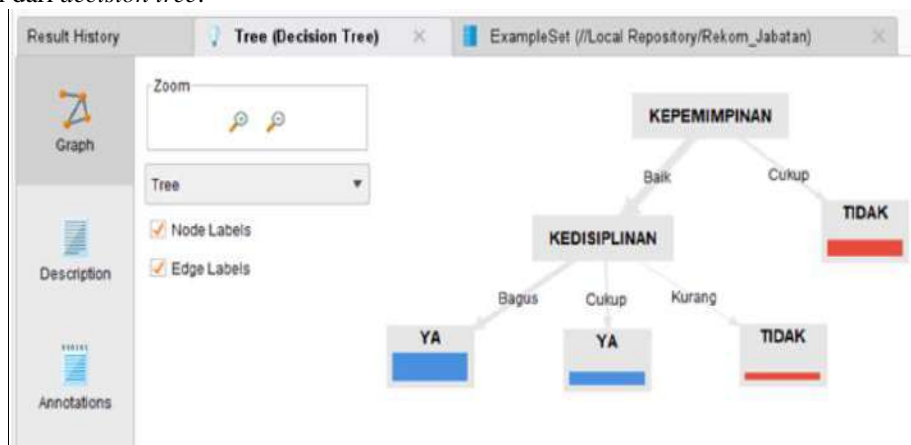 Result History
Tree (Decision Tree)
ExampleSet (//Local Repository/Rekom_Jabatan)
Graph
Description
Annotations
Zoom
Tree
Node Labels
Edge Labels
KEPEMIMPINAN
Baik
Cukup
KEDISIPLINAN
TIDAK
Bagus
Cukup
Kurang
YA
YA
TIDAK